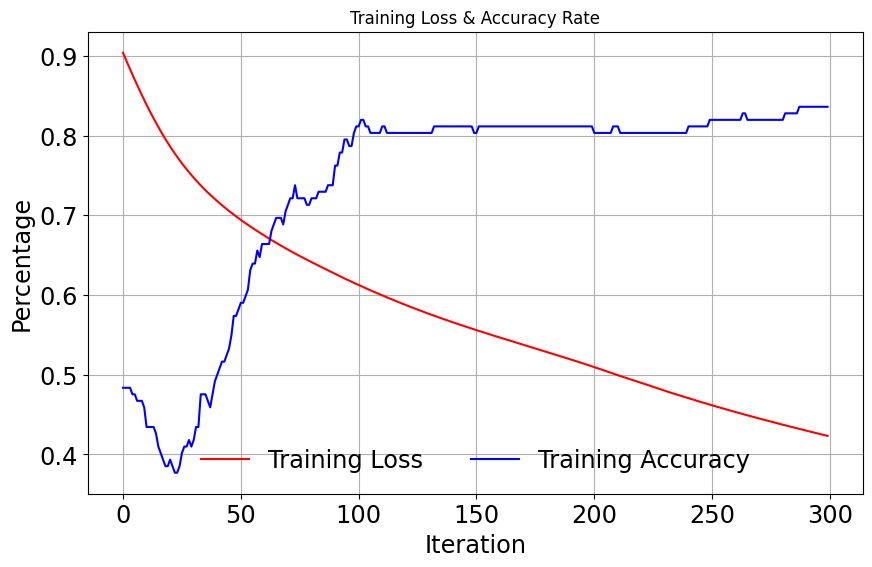 Training Loss & Accuracy Rate
0.9
0.8
0.7
0.6
0.5
0.4
Percentage
Training Loss
Training Accuracy
0 50 100 150 200 250 300
Iteration